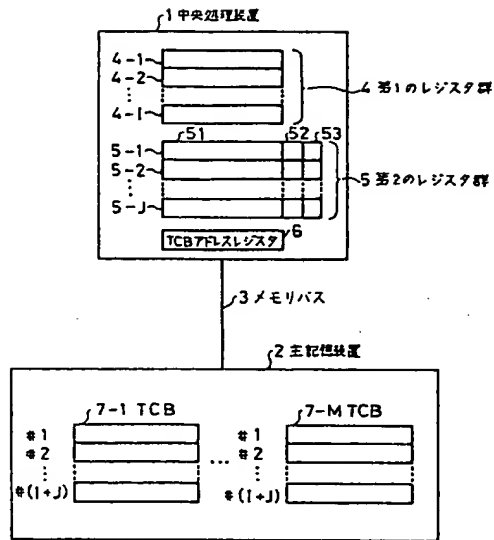 1 中央処理装置
4-1
4-2
⋮
4-I
4 第1のレジスタ群
51 52 53
5-1
5-2
⋮
5-J
5 第2のレジスタ群
TCBアドレスレジスタ 6
3 メモリバス
2 主記憶装置
7-1 TCB … 7-M TCB
#1 #1
#2 #2
⋮ ⋮
#(I+J) #(I+J)